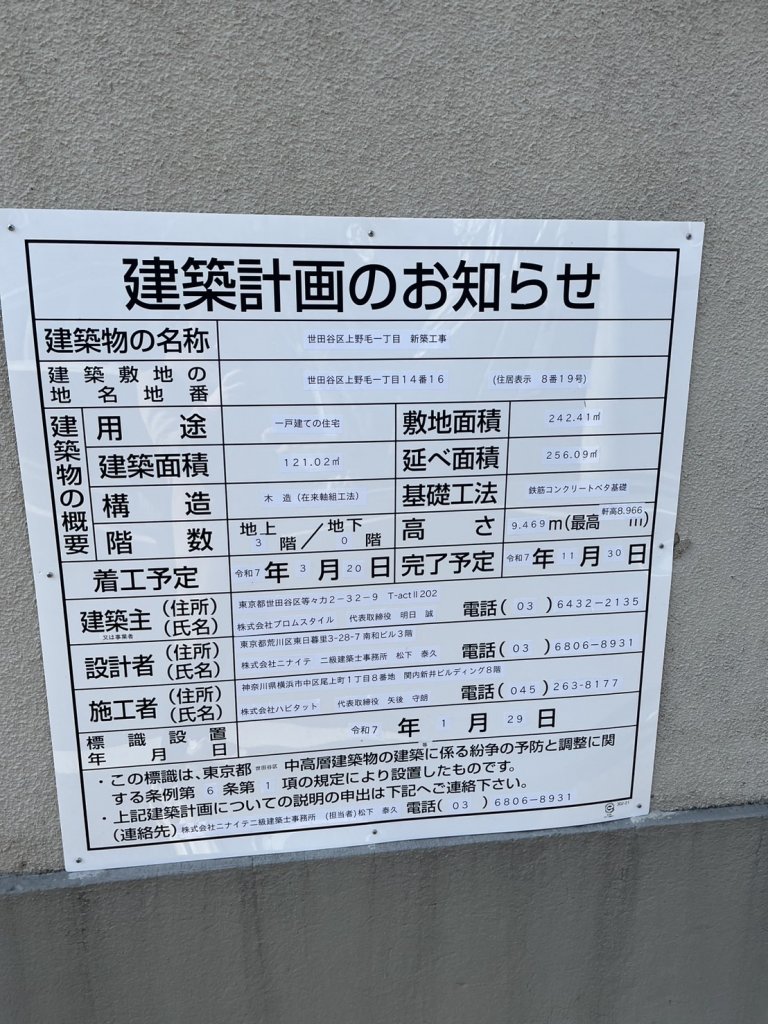 建築計画のお知らせ
建築物の名称 世田谷区上野毛一丁目 新築工事
建築敷地の地名地番 世田谷区上野毛一丁目14番16 (住居表示 8番19号)
建築物の概要
用途 一戸建ての住宅 敷地面積 242.41㎡
建築面積 121.02㎡ 延べ面積 256.09㎡
構造 木 造(在来軸組工法) 基礎工法 鉄筋コンクリートベタ基礎
階数 地上3階/地下0階 高さ 9.469m(最高 軒高8.966m)
着工予定 令和7年3月20日 完了予定 令和7年11月30日
建築主 又は事業者 (住所) 東京都世田谷区等々力2-32-9 T-actⅡ202
(氏名) 株式会社プロムスタイル 代表取締役 明日 誠 電話(03)6432-2135
設計者 (住所) 東京都荒川区東日暮里3-28-7 南和ビル3階
(氏名) 株式会社ニナイテ 二級建築士事務所 松下 泰久 電話(03)6806-8931
施工者 (住所) 神奈川県横浜市中区尾上町1丁目8番地 関内新井ビルディング8階
(氏名) 株式会社ハビタット 代表取締役 矢後 守朗 電話(045)263-8177
標識設置年月日 令和7年1月29日
・この標識は、東京都 世田谷区 中高層建築物等の建築に係る紛争の予防と調整に関
する条例第6条第1項の規定により設置したものです。
・上記建築計画についての説明の申出は下記へご連絡下さい。
(連絡先) 株式会社ニナイテ二級建築士事務所 (担当者)松下 泰久 電話(03)6806-8931